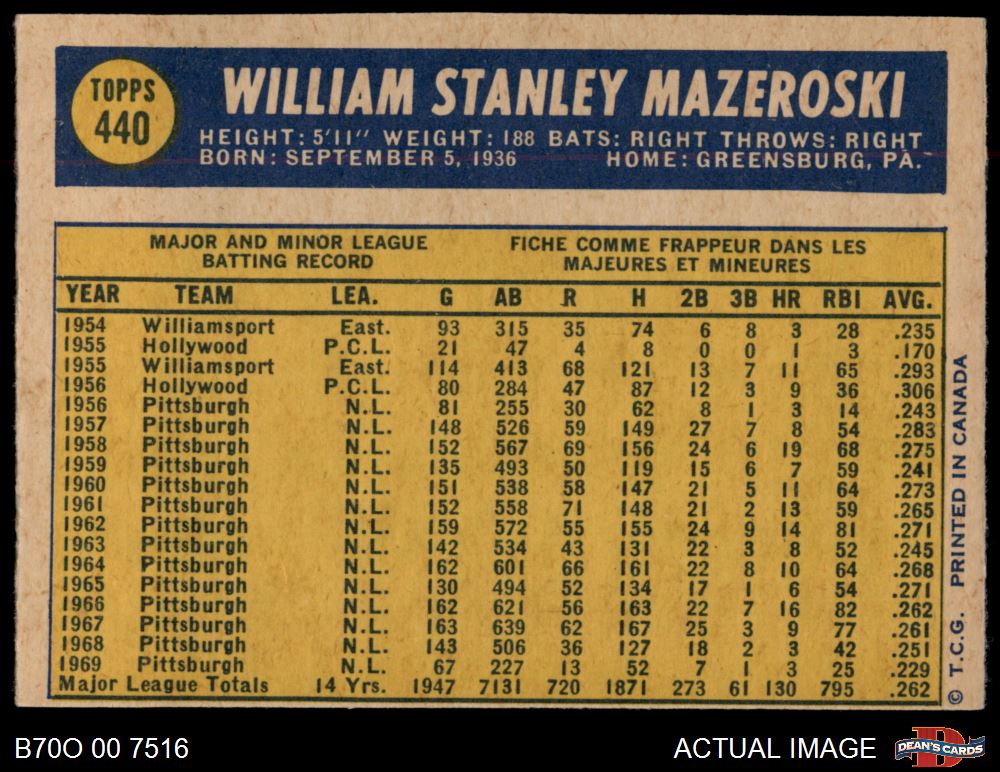 TOPPS
440
WILLIAM STANLEY MAZEROSKI
HEIGHT: 5'11" WEIGHT: 188 BATS: RIGHT THROWS: RIGHT
BORN: SEPTEMBER 5, 1936 HOME: GREENSBURG, PA.
MAJOR AND MINOR LEAGUE
BATTING RECORD
FICHE COMME FRAPPEUR DANS LES
MAJEURES ET MINEURES
YEAR TEAM LEA. G AB R H 2B 3B HR RBI AVG.
1954 Williamsport East. 93 315 35 74 6 8 3 28 .235
1955 Hollywood P.C.L. 21 47 4 8 0 0 1 3 .170
1955 Williamsport East. 114 413 68 121 13 7 11 65 .293
1956 Hollywood P.C.L. 80 284 47 87 12 3 9 36 .306
1956 Pittsburgh N.L. 81 255 30 62 8 1 3 14 .243
1957 Pittsburgh N.L. 148 526 59 149 27 7 8 54 .283
1958 Pittsburgh N.L. 152 567 69 156 24 6 19 68 .275
1959 Pittsburgh N.L. 135 493 50 119 15 6 7 59 .241
1960 Pittsburgh N.L. 151 538 58 147 21 5 11 64 .273
1961 Pittsburgh N.L. 152 558 71 148 21 2 13 59 .265
1962 Pittsburgh N.L. 159 572 55 155 24 9 14 81 .271
1963 Pittsburgh N.L. 142 534 43 131 22 3 8 52 .245
1964 Pittsburgh N.L. 162 601 66 161 22 8 10 64 .268
1965 Pittsburgh N.L. 130 494 52 134 17 1 6 54 .271
1966 Pittsburgh N.L. 162 621 56 163 22 7 16 82 .262
1967 Pittsburgh N.L. 163 639 62 167 25 3 9 77 .261
1968 Pittsburgh N.L. 143 506 36 127 18 2 3 42 .251
1969 Pittsburgh N.L. 67 227 13 52 7 1 3 25 .229
Major League Totals 14 Yrs. 1947 7131 720 1871 273 61 130 795 .262
© T.C.G. PRINTED IN CANADA
B70O 00 7516
ACTUAL IMAGE
DEAN'S CARDS